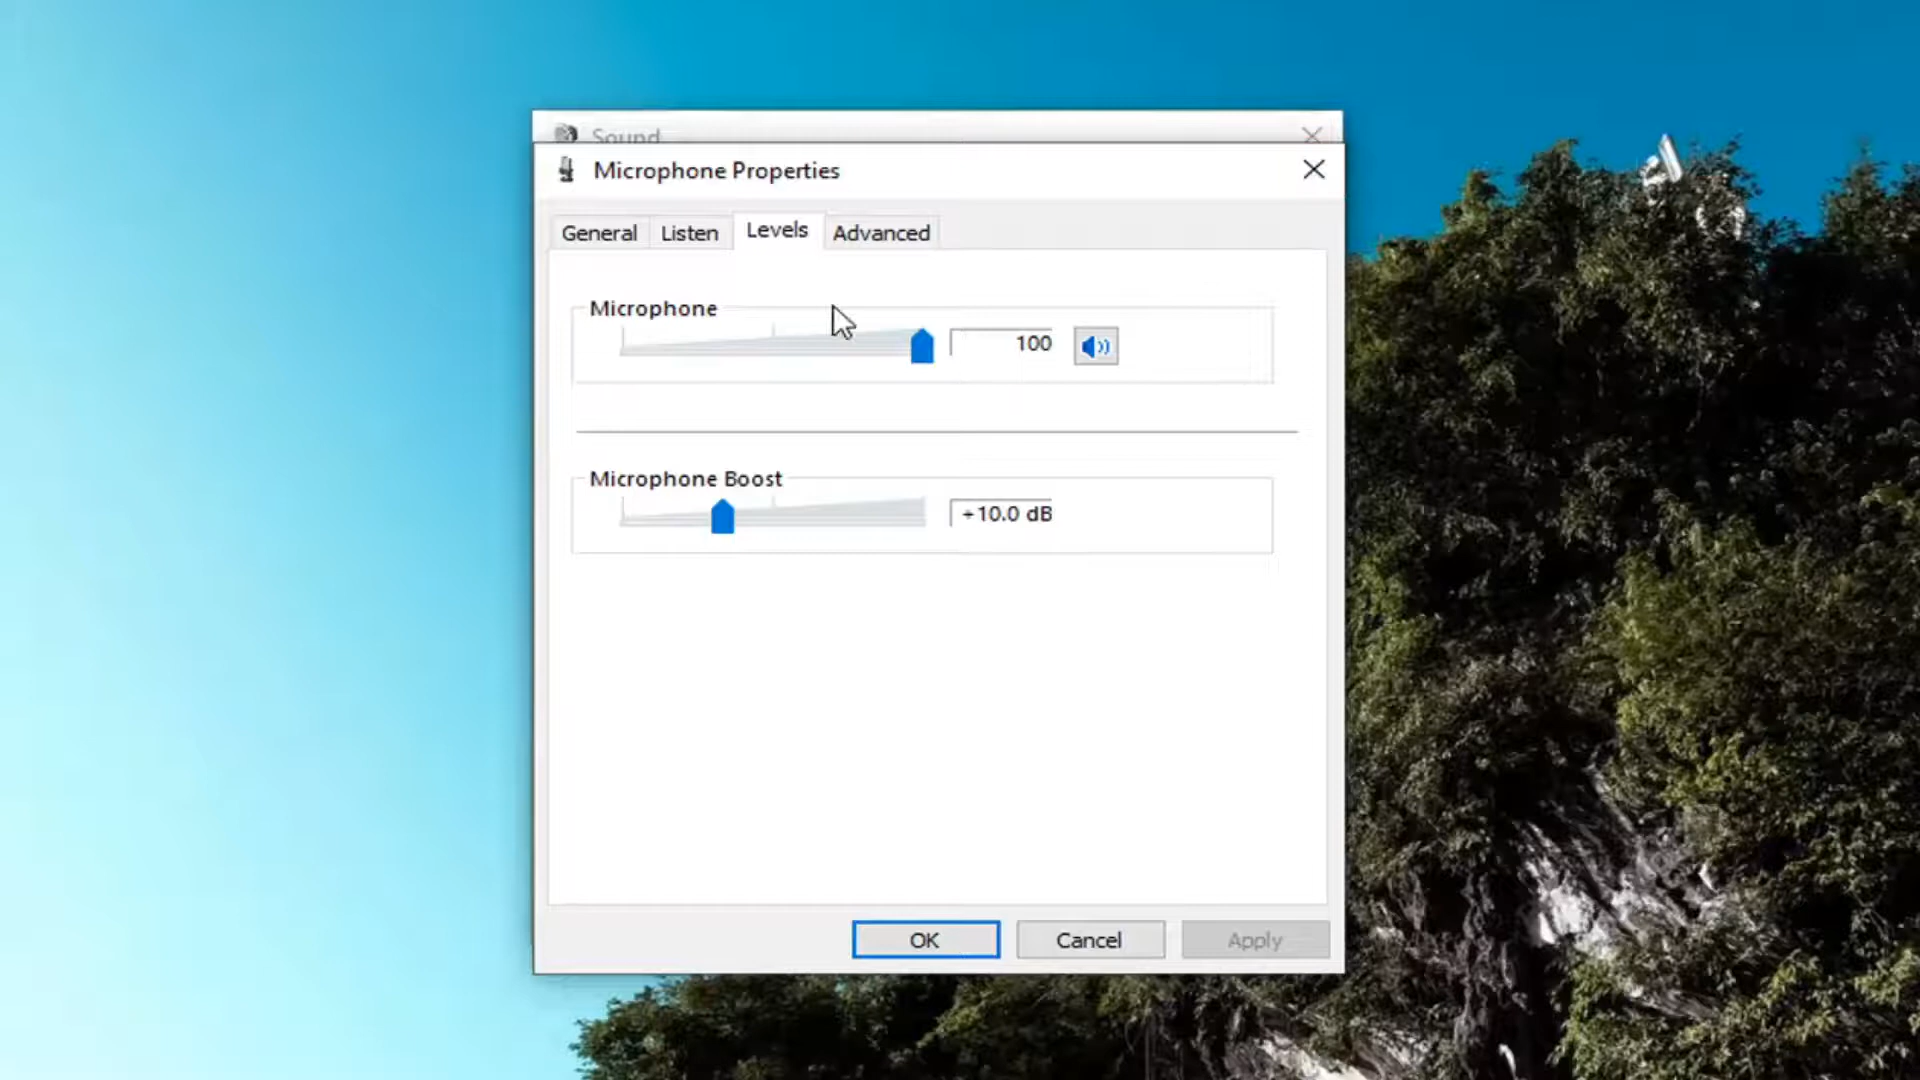 Sound
Microphone Properties
General Listen Levels Advanced
Microphone
100
Microphone Boost
+10.0 dB
OK Cancel Apply